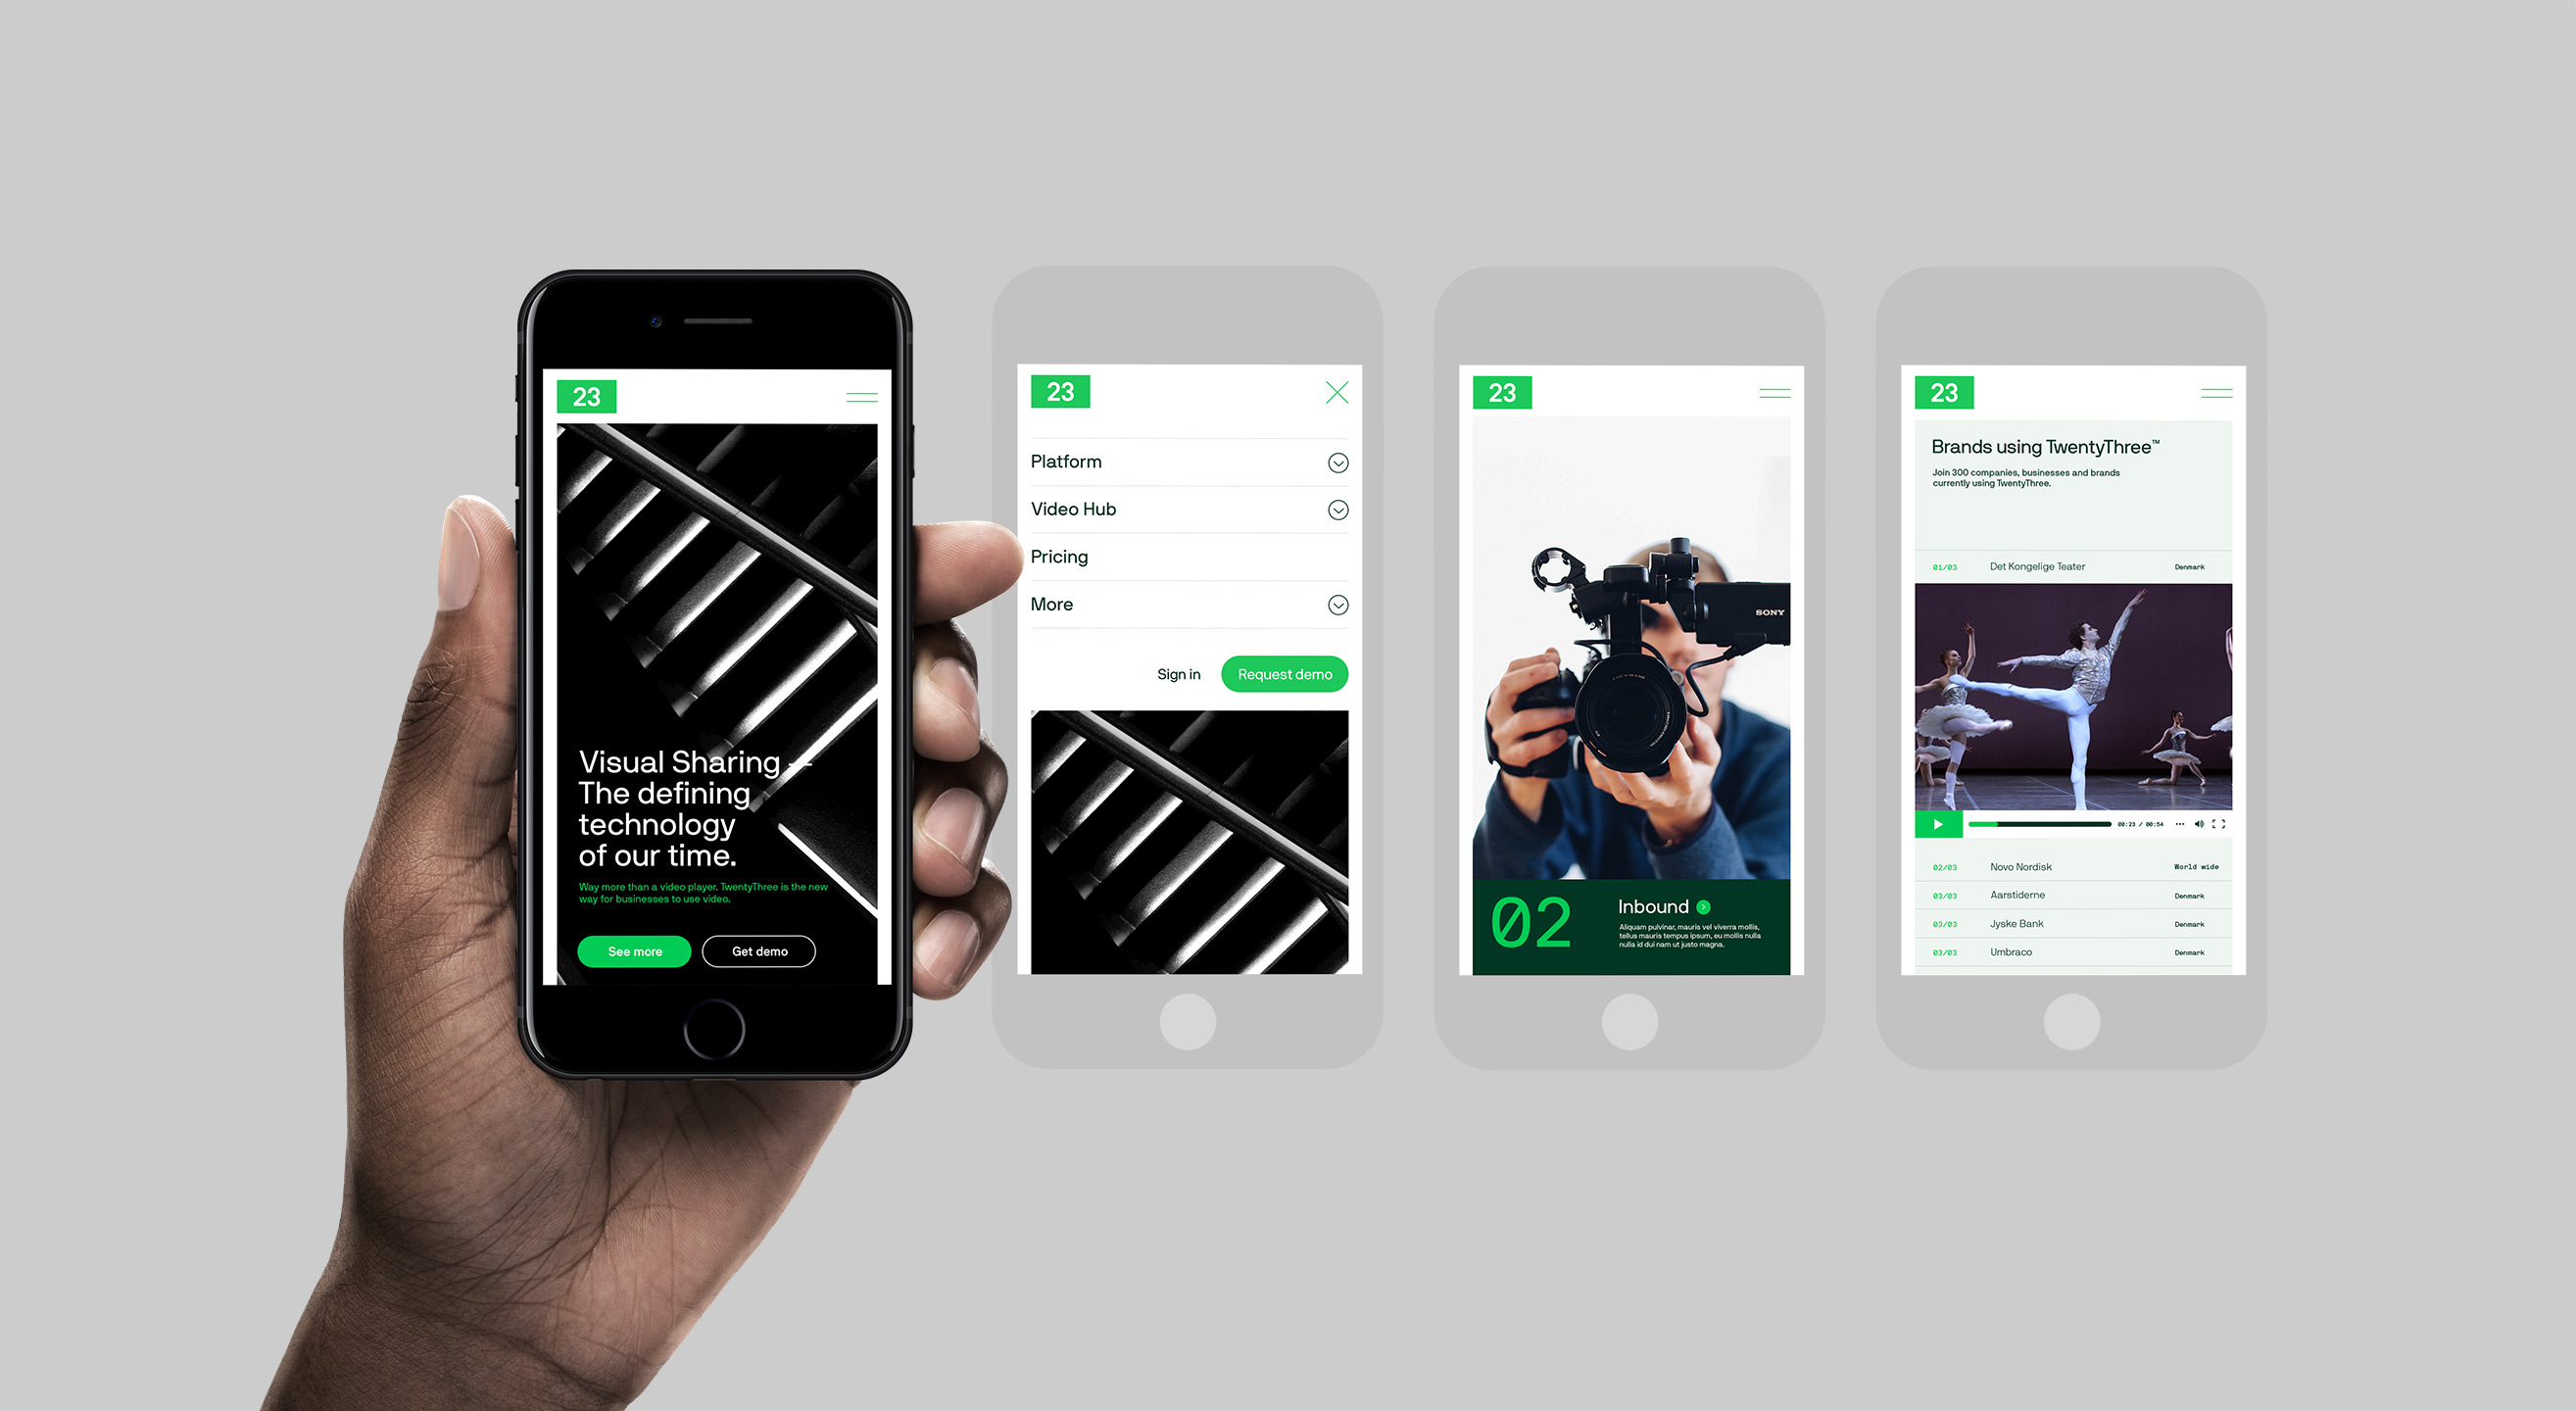 23
Visual Sharing —
The defining
technology
of our time.
Way more than a video player. TwentyThree is the new
way for businesses to use video.
See more
Get demo
23
Platform
Video Hub
Pricing
More
Sign in
Request demo
23
SONY
02
Inbound
Aliquam pulvinar, mauris vel viverra mollis,
tellus mauris tempus ipsum, eu mollis nulla
nulla id dui nam ut justo magna.
23
Brands using TwentyThree™
Join 300 companies, businesses and brands
currently using TwentyThree.
01/03 Det Kongelige Teater Denmark
00:23 / 00:54
02/03 Novo Nordisk World wide
03/03 Aarstiderne Denmark
03/03 Jyske Bank Denmark
03/03 Umbraco Denmark